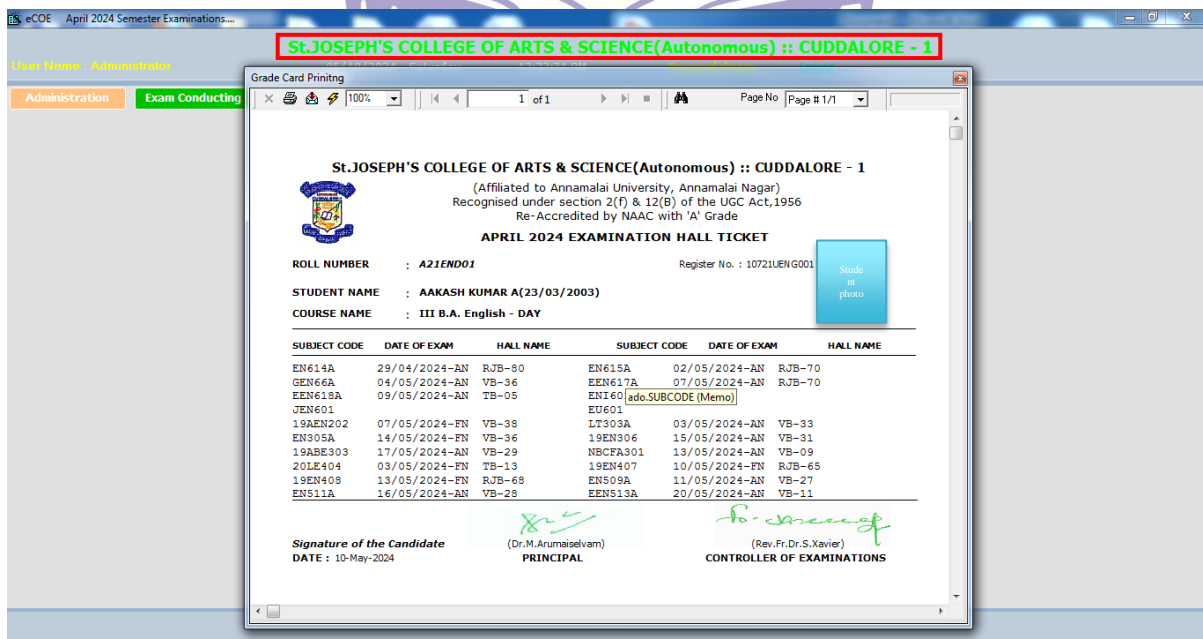 eCOE April 2024 Semester Examinations....
St.JOSEPH'S COLLEGE OF ARTS & SCIENCE(Autonomous) :: CUDDALORE - 1
User Name : Administrator
Administration Exam Conducting
Grade Card Prinitng
100% 1 of 1 Page No Page # 1/1
St.JOSEPH'S COLLEGE OF ARTS & SCIENCE(Autonomous) :: CUDDALORE - 1
(Affiliated to Annamalai University, Annamalai Nagar)
Recognised under section 2(f) & 12(B) of the UGC Act,1956
Re-Accredited by NAAC with 'A' Grade
APRIL 2024 EXAMINATION HALL TICKET
ROLL NUMBER : A21END01 Register No. : 10721UENG001
Stude
nt
photo
STUDENT NAME : AAKASH KUMAR A(23/03/2003)
COURSE NAME : III B.A. English - DAY
SUBJECT CODE DATE OF EXAM HALL NAME SUBJECT CODE DATE OF EXAM HALL NAME
EN614A 29/04/2024-AN RJB-80 EN615A 02/05/2024-AN RJB-70
GEN66A 04/05/2024-AN VB-36 EEN617A 07/05/2024-AN RJB-70
EEN618A 09/05/2024-AN TB-05 ENI60 ado.SUBCODE (Memo)
JEN601 EU601
19AEN202 07/05/2024-FN VB-38 LT303A 03/05/2024-AN VB-33
EN305A 14/05/2024-FN VB-36 19EN306 15/05/2024-AN VB-31
19ABE303 17/05/2024-AN VB-29 NBCFA301 13/05/2024-AN VB-09
20LE404 03/05/2024-FN TB-13 19EN407 10/05/2024-FN RJB-65
19EN408 13/05/2024-FN RJB-68 EN509A 11/05/2024-AN VB-27
EN511A 16/05/2024-AN VB-28 EEN513A 20/05/2024-AN VB-11
Signature of the Candidate (Dr.M.Arumaiselvam) (Rev.Fr.Dr.S.Xavier)
DATE : 10-May-2024 PRINCIPAL CONTROLLER OF EXAMINATIONS